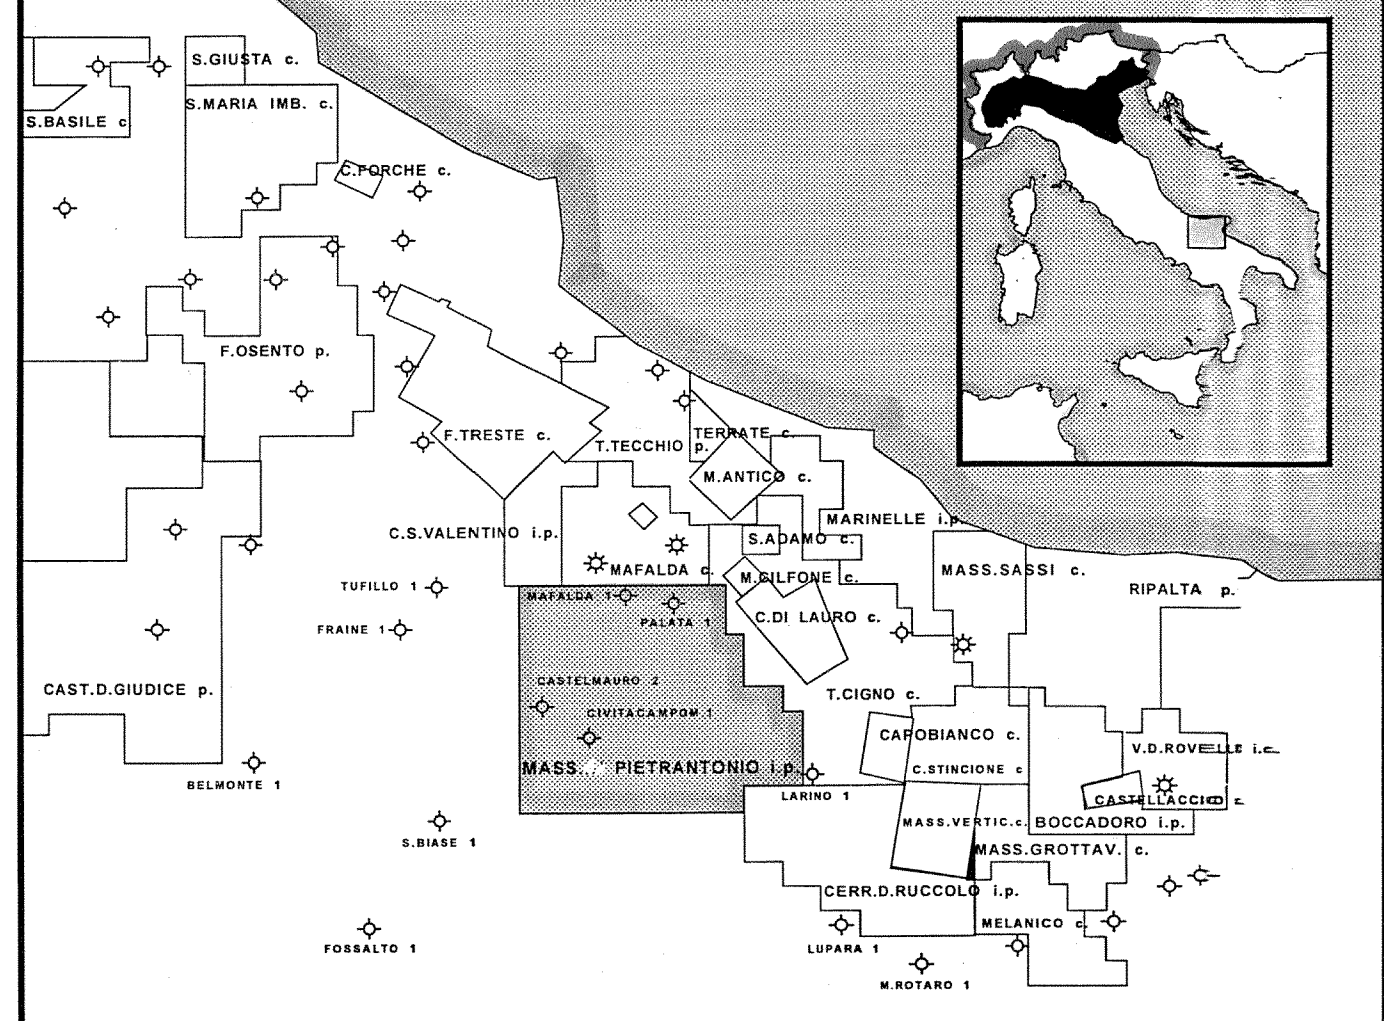 S.GIUSTA c.
S.MARIA IMB. c.
S.BASILE c
C.FORCHE c.
F.OSENTO p.
F.TRESTE c.
T.TECCHIO p.
TERRATE c.
M.ANTICO c.
C.S.VALENTINO i.p.
MARINELLE i.p.
S.ADAMO c.
MAFALDA c.
M.CILFONE c.
MASS.SASSI c.
RIPALTA p.
TUFILLO 1
MAFALDA 1
PALATA 1
C.DI LAURO c.
FRAINE 1
CAST.D.GIUDICE p.
CASTELMAURO 2
CIVITACAMPOM.1
T.CIGNO c.
CAPOBIANCO c.
V.D.ROVELLE i.c.
MASS. PIETRANTONIO i.p.
C.STINCIONE c
BELMONTE 1
LARINO 1
CASTELLACCIO c
MASS.VERTIC.c.
BOCCADORO i.p.
S.BIASE 1
MASS.GROTTAV. c.
CERR.D.RUCCOLO i.p.
MELANICO c.
FOSSALTO 1
LUPARA 1
M.ROTARO 1